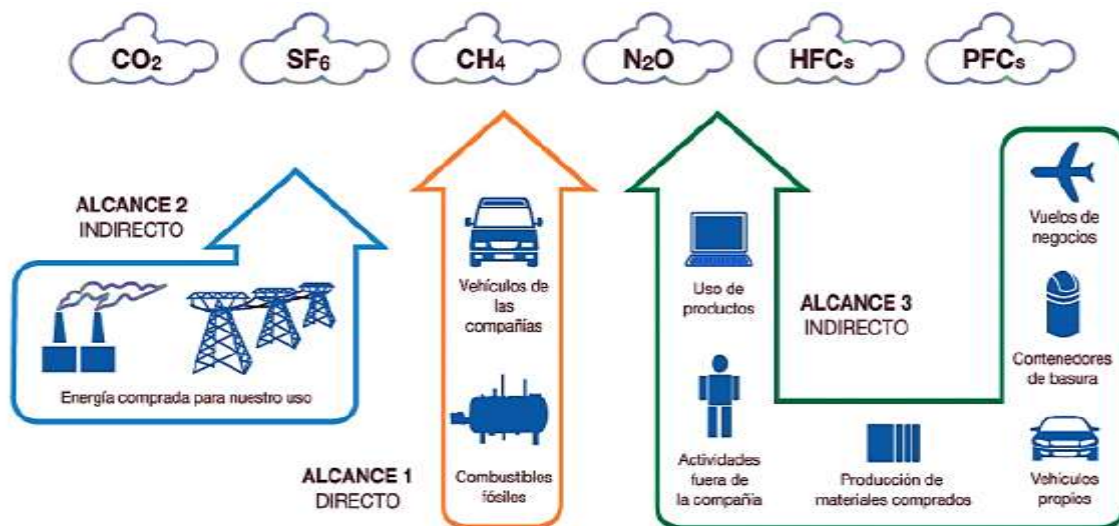 CO₂
SF₆
CH₄
N₂O
HFCs
PFCs
ALCANCE 2
INDIRECTO
Energía comprada para nuestro uso
ALCANCE 1
DIRECTO
Vehículos de
las
compañías
Combustibles
fósiles
Uso de
productos
Actividades
fuera de
la compañía
ALCANCE 3
INDIRECTO
Producción de
materiales comprados
Vuelos de
negocios
Contenedores
de basura
Vehículos
propios